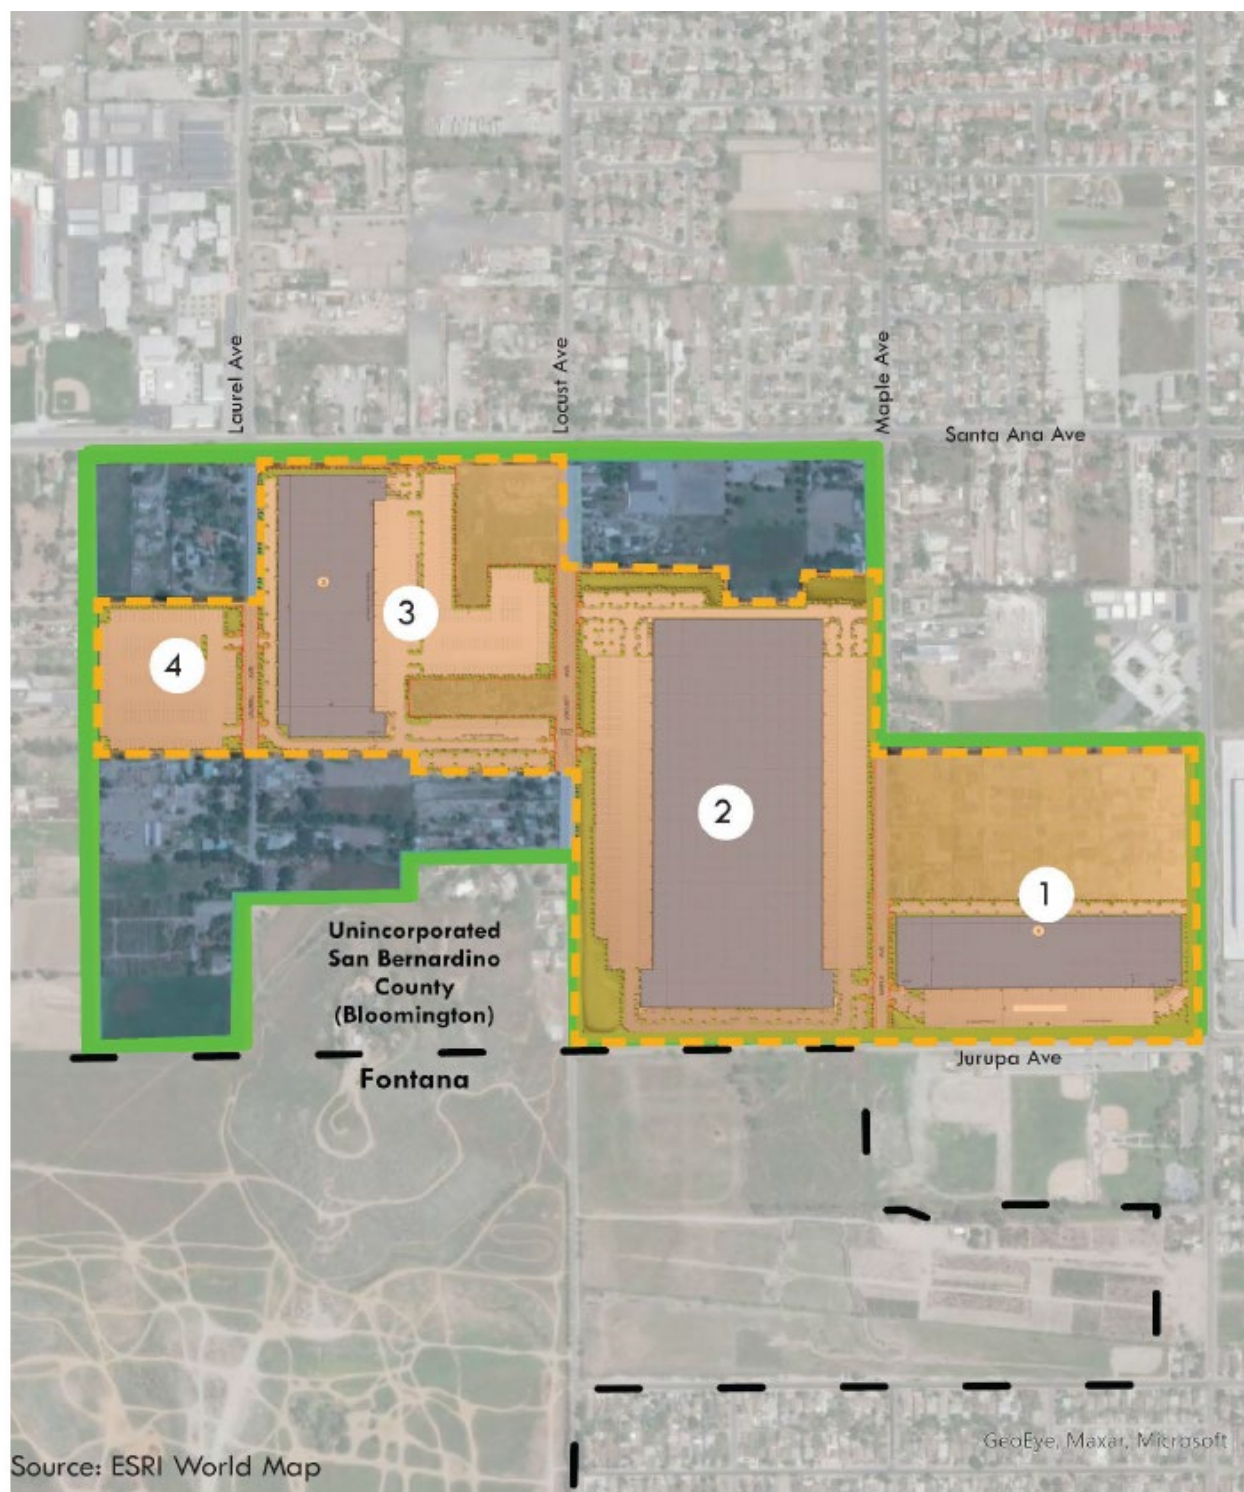 Laurel Ave
Locust Ave
Maple Ave
Santa Ana Ave
3
4
2
1
Unincorporated
San Bernardino
County
(Bloomington)
Jurupa Ave
Fontana
GeoEye, Maxar, Microsoft
Source: ESRI World Map